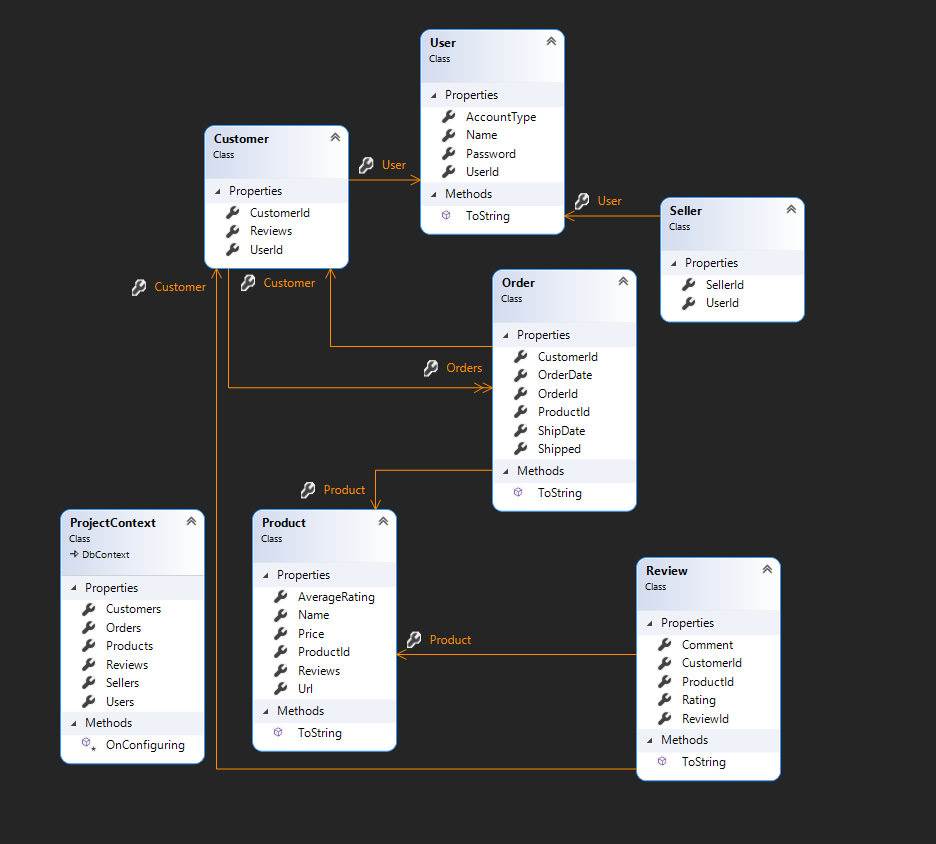 User
Class
Properties
AccountType
Name
Password
UserId
Methods
ToString
Customer
Class
Properties
CustomerId
Reviews
UserId
User
User
Seller
Class
Properties
SellerId
UserId
Customer
Customer
Order
Class
Properties
CustomerId
OrderDate
OrderId
ProductId
ShipDate
Shipped
Methods
ToString
Orders
Product
ProjectContext
Class
DbContext
Properties
Customers
Orders
Products
Reviews
Sellers
Users
Methods
OnConfiguring
Product
Class
Properties
AverageRating
Name
Price
ProductId
Reviews
Url
Methods
ToString
Product
Review
Class
Properties
Comment
CustomerId
ProductId
Rating
ReviewId
Methods
ToString